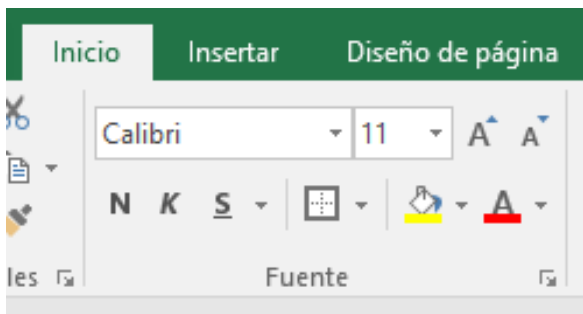 Inicio Insertar Diseño de página
Calibri 11 A A
N K S A
les Fuente